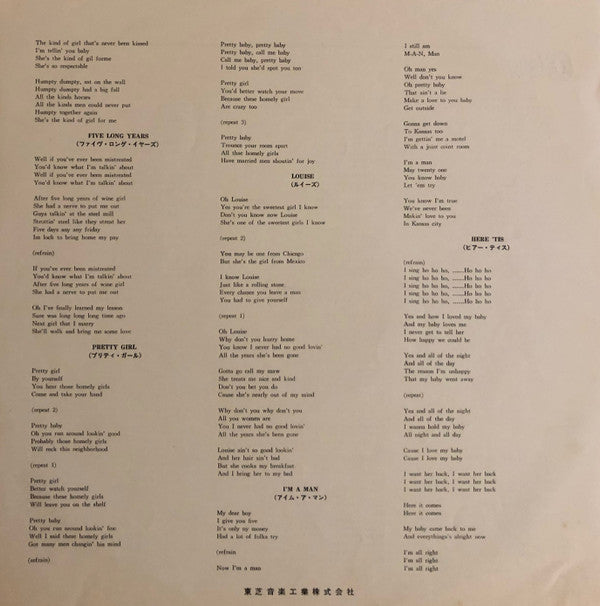 The kind of girl that's never been kissed
I'm tellin' you baby
She's the kind of gil forme
She's so respectable
Humpty dumpty, sat on the wall
Humpty dumpty had a big fall
All the kinds horses
All the kinds men could never put
Humpty together again
She's the kind of girl for me
FIVE LONG YEARS
(ファイヴ・ロング・イヤーズ)
Well if you've ever been mistreated
You'd know what I'm talkin' about
Well if you've ever been mistreated
You'd know what I'm talkin' about
After five long years of wine girl
She had a nerve to put me out
Guys talkin' at the steel mill
Struttin' steel like they strent her
Five days any any friday
Im lock to bring home my pay
(refrain)
If you've ever been mistreated
You'd know what I'm talkin' about
After five long years of wine girl
She had a nerve to put me out
Oh I've finally learned my lesson
Sure was long long long time ago
Next girl that I marry
She'll walk and bring me some love
PRETTY GIRL
(プリティ・ガール)
Pretty girl
By yourself
You hear those homely girls
Come and take your hand
(repeat 2)
Pretty baby
Oh you ran around lookin' good
Probably those homely girls
Will rock this neighborhood
(repeat 1)
Pretty girl
Better watch yourself
Because these homely girls
Will leave you on the shelf
Pretty baby
Oh you ran around lookin' fine
Well I said these homely girls
Got many men changin' his mind
(refrain)
Pretty baby, pretty baby
Pretty baby, call me baby
Call me baby, pretty baby
I told you she'd spot you too
Pretty girl
You'd better watch your move
Because these homely girl
Are crazy too
(repeat 3)
Pretty baby
Trounce your room apart
All that homely girls
Have married men shoutin' for joy
LOUISE
(ルイーズ)
Oh Louise
Yes you're the sweetest girl I know
Don't you know now Louise
She's one of the sweetest girls I know
(repeat 2)
You may be one from Chicago
But she's the girl from Mexico
I know Louise
Just like a rolling stone
Every chance you leave a man
You had to give yourself
(repeat 1)
Oh Louise
Why don't you hurry home
You know I never had no good lovin'
All the years she's been gone
Gotta go call my maw
She treats me nice and kind
Don't you bet you do
Cause she's nearly out of my mind
Why don't you why don't you
All you women are
You I never had no good lovin'
All the years she's been gone
Louise ain't so good lookin'
And her hair ain't bad
But she cooks my breakfast
And I bring her to my bed
I'M A MAN
(アイム・ア・マン)
My dear boy
I give you five
It's only my money
Had a lot of folks try
(refrain
Now I'm a man
I still am
M-A-N, Man
Oh man yes
Well don't you know
Oh pretty baby
That ain't a lie
Make a love to you baby
Get outside
Gonna get down
To Kansas too
I'm gettin' me a motel
With a joint count room
I'm a man
May twenty one
You know baby
Let 'em try
You know I'm true
We've never been
Makin' love to you
In Kansas city
HERE 'TIS
(ヒアー・ティス)
(refrain)
I sing ho ho ho, ......Ho ho ho
I sing ho ho ho, ......Ho ho ho
I sing ho ho ho, ......Ho ho ho
I sing ho ho ho, ......Ho ho ho
Yes and how I loved my baby
And my baby loves me
I never get to tell her
How happy we could be
Yes and all of the night
And all of the day
The reason I'm unhappy
That my baby went away
(repeat)
Yes and all of the night
And all of the day
I wanna hold my baby
All night and all day
Cause I love my baby
Cause I love my baby
I want her back, I want her back
I want her back, I want her back
Here it comes
Here it comes
My baby came back to me
And everything's alright now
I'm all right
I'm all right
東芝音楽工業株式会社